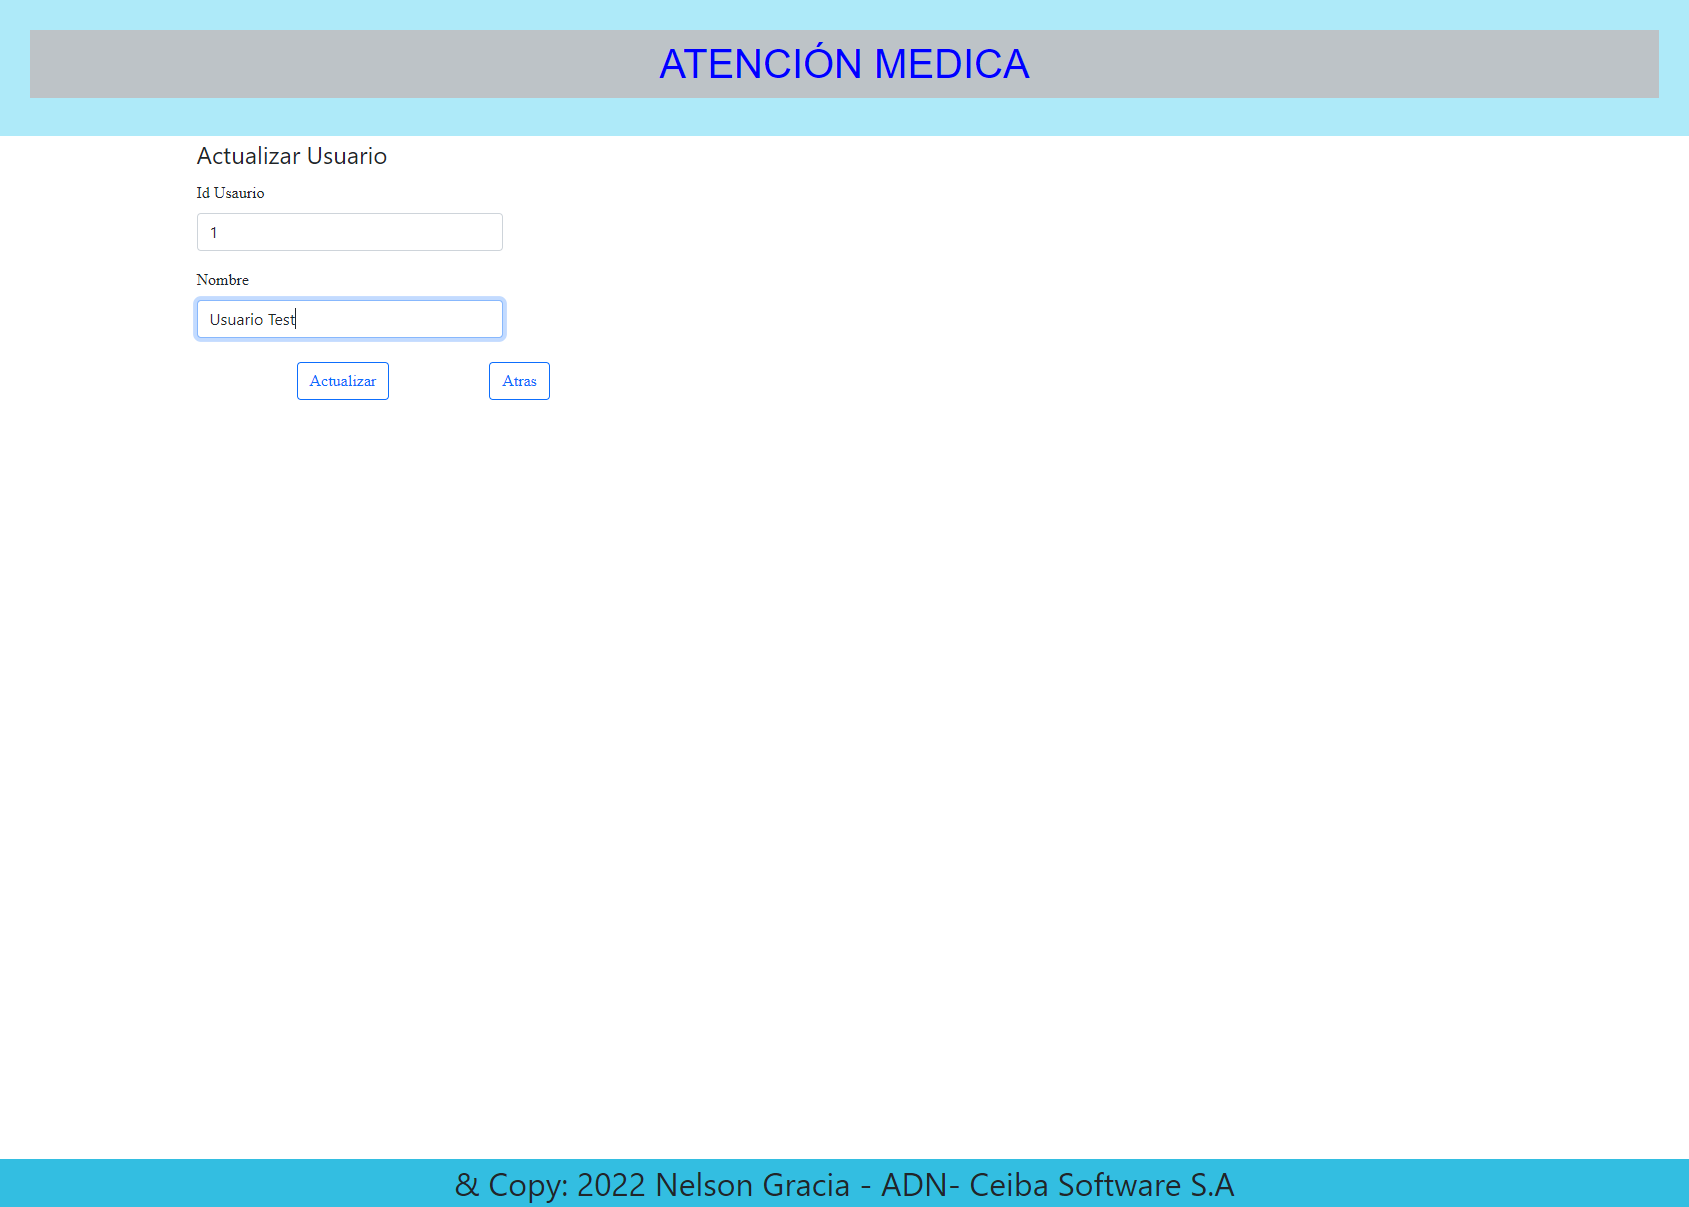 ATENCIÓN MEDICA
Actualizar Usuario
Id Usaurio
1
Nombre
Usuario Test
Actualizar
Atras
& Copy: 2022 Nelson Gracia - ADN- Ceiba Software S.A